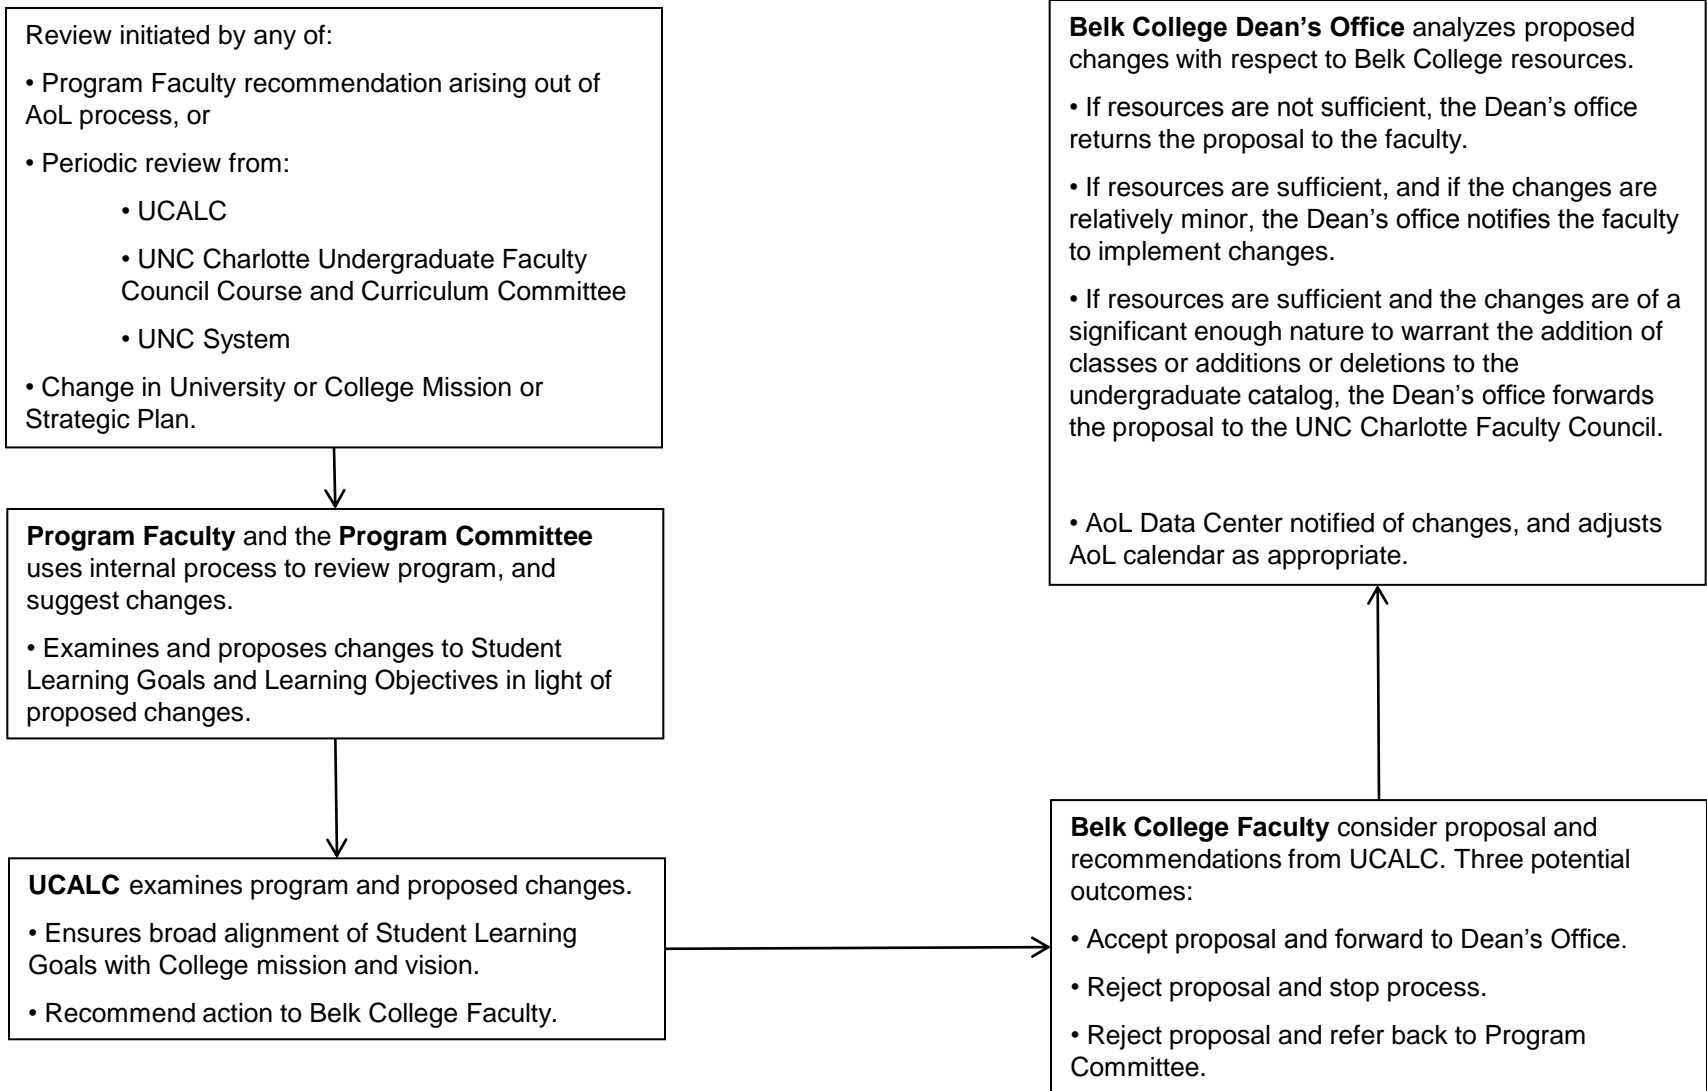 Review initiated by any of:
• Program Faculty recommendation arising out of
AoL process, or
• Periodic review from:
• UCALC
• UNC Charlotte Undergraduate Faculty
Council Course and Curriculum Committee
• UNC System
• Change in University or College Mission or
Strategic Plan.
Program Faculty and the Program Committee
uses internal process to review program, and
suggest changes.
• Examines and proposes changes to Student
Learning Goals and Learning Objectives in light of
proposed changes.
UCALC examines program and proposed changes.
• Ensures broad alignment of Student Learning
Goals with College mission and vision.
• Recommend action to Belk College Faculty.
Belk College Faculty consider proposal and
recommendations from UCALC. Three potential
outcomes:
• Accept proposal and forward to Dean’s Office.
• Reject proposal and stop process.
• Reject proposal and refer back to Program
Committee.
Belk College Dean’s Office analyzes proposed
changes with respect to Belk College resources.
• If resources are not sufficient, the Dean’s office
returns the proposal to the faculty.
• If resources are sufficient, and if the changes are
relatively minor, the Dean’s office notifies the faculty
to implement changes.
• If resources are sufficient and the changes are of a
significant enough nature to warrant the addition of
classes or additions or deletions to the
undergraduate catalog, the Dean’s office forwards
the proposal to the UNC Charlotte Faculty Council.
• AoL Data Center notified of changes, and adjusts
AoL calendar as appropriate.